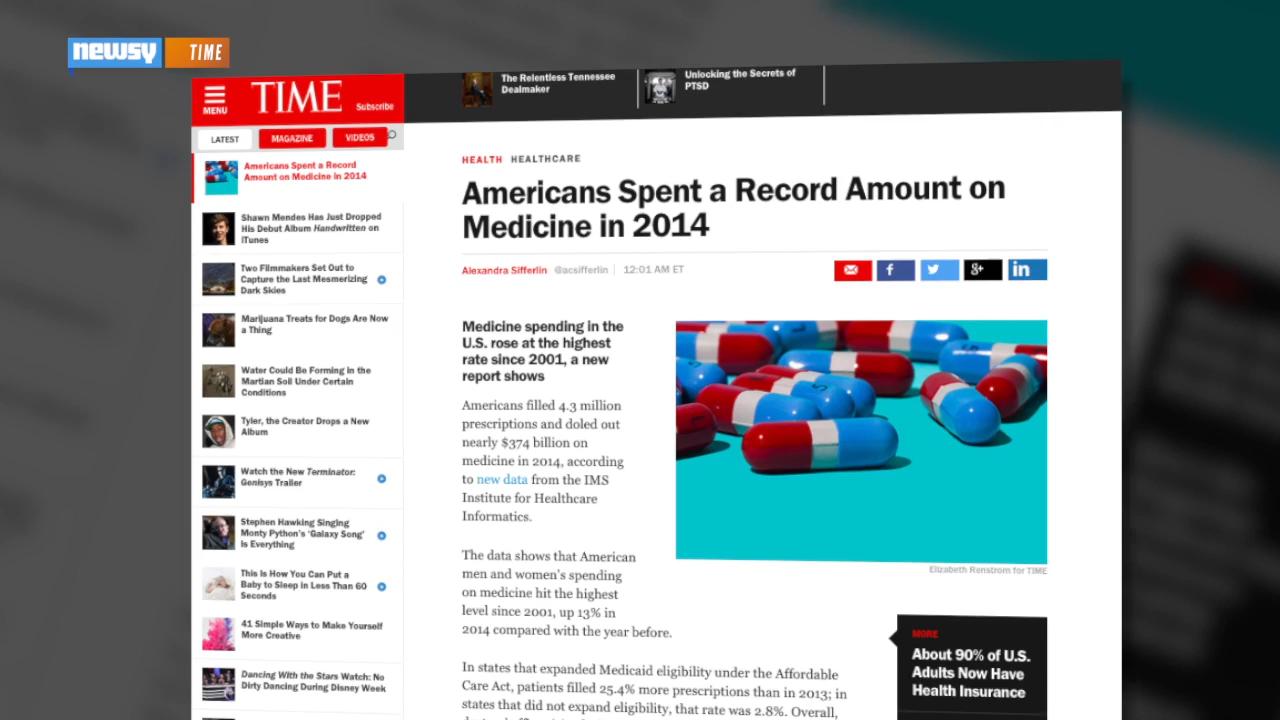 newsy TIME
The Relentless Tennessee
Dealmaker
Unlocking the Secrets of
PTSD
MENU
TIME
Subscribe
LATEST
MAGAZINE
VIDEOS
Americans Spent a Record
Amount on Medicine in 2014
Shawn Mendes Has Just Dropped
His Debut Album Handwritten on
iTunes
Two Filmmakers Set Out to
Capture the Last Mesmerizing
Dark Skies
Marijuana Treats for Dogs Are Now
a Thing
Water Could Be Forming in the
Martian Soil Under Certain
Conditions
Tyler, the Creator Drops a New
Album
Watch the New Terminator:
Genisys Trailer
Stephen Hawking Singing
Monty Python's 'Galaxy Song'
Is Everything
This Is How You Can Put a
Baby to Sleep in Less Than 60
Seconds
41 Simple Ways to Make Yourself
More Creative
Dancing With the Stars Watch: No
Dirty Dancing During Disney Week
HEALTH HEALTHCARE
Americans Spent a Record Amount on
Medicine in 2014
Alexandra Sifferlin @acsifferlin | 12:01 AM ET
f
g+
in
Medicine spending in the
U.S. rose at the highest
rate since 2001, a new
report shows
Americans filled 4.3 million
prescriptions and doled out
nearly $374 billion on
medicine in 2014, according
to new data from the IMS
Institute for Healthcare
Informatics.
The data shows that American
men and women's spending
on medicine hit the highest
level since 2001, up 13% in
2014 compared with the year before.
In states that expanded Medicaid eligibility under the Affordable
Care Act, patients filled 25.4% more prescriptions than in 2013; in
states that did not expand eligibility, that rate was 2.8%. Overall,
Elizabeth Renstrom for TIME
MORE
About 90% of U.S.
Adults Now Have
Health Insurance